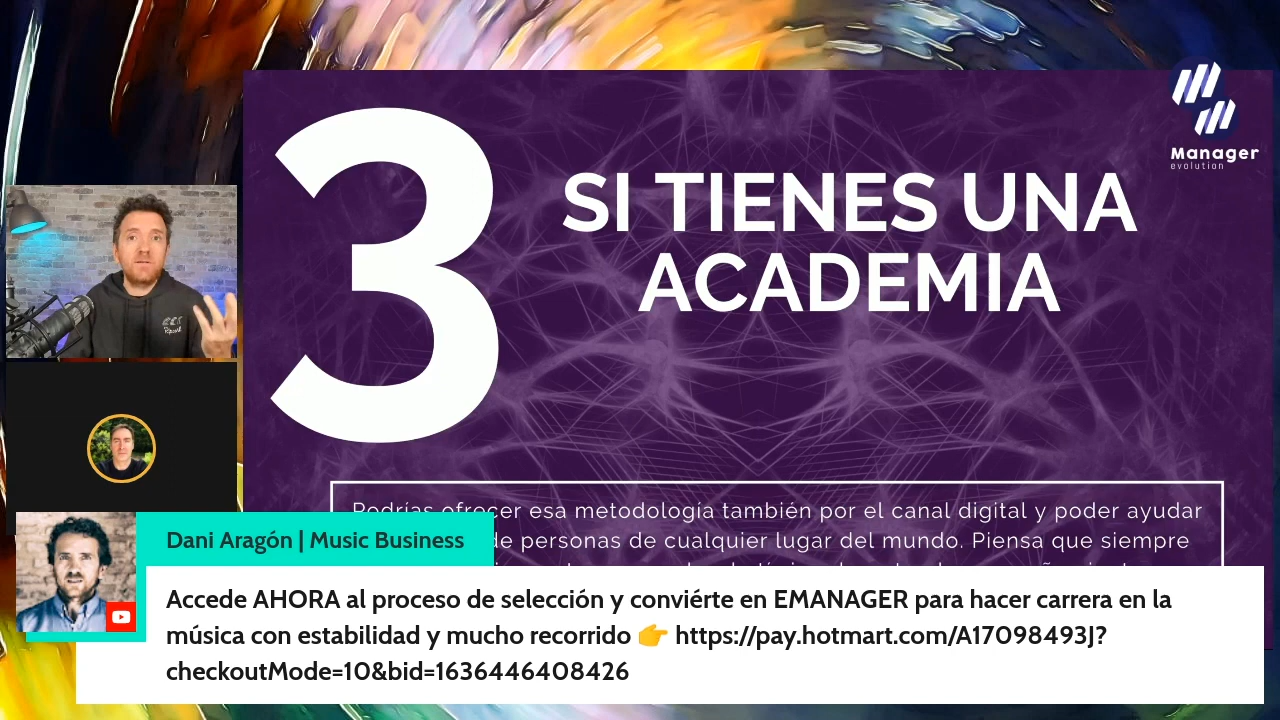 3
SI TIENES UNA
ACADEMIA
Manager
evolution
Podrías ofrecer esa metodología también por el canal digital y poder ayudar
de personas de cualquier lugar del mundo. Piensa que siempre
Dani Aragón | Music Business
Accede AHORA al proceso de selección y conviérte en EMANAGER para hacer carrera en la
música con estabilidad y mucho recorrido 👉 https://pay.hotmart.com/A17098493J?
checkoutMode=10&bid=1636446408426